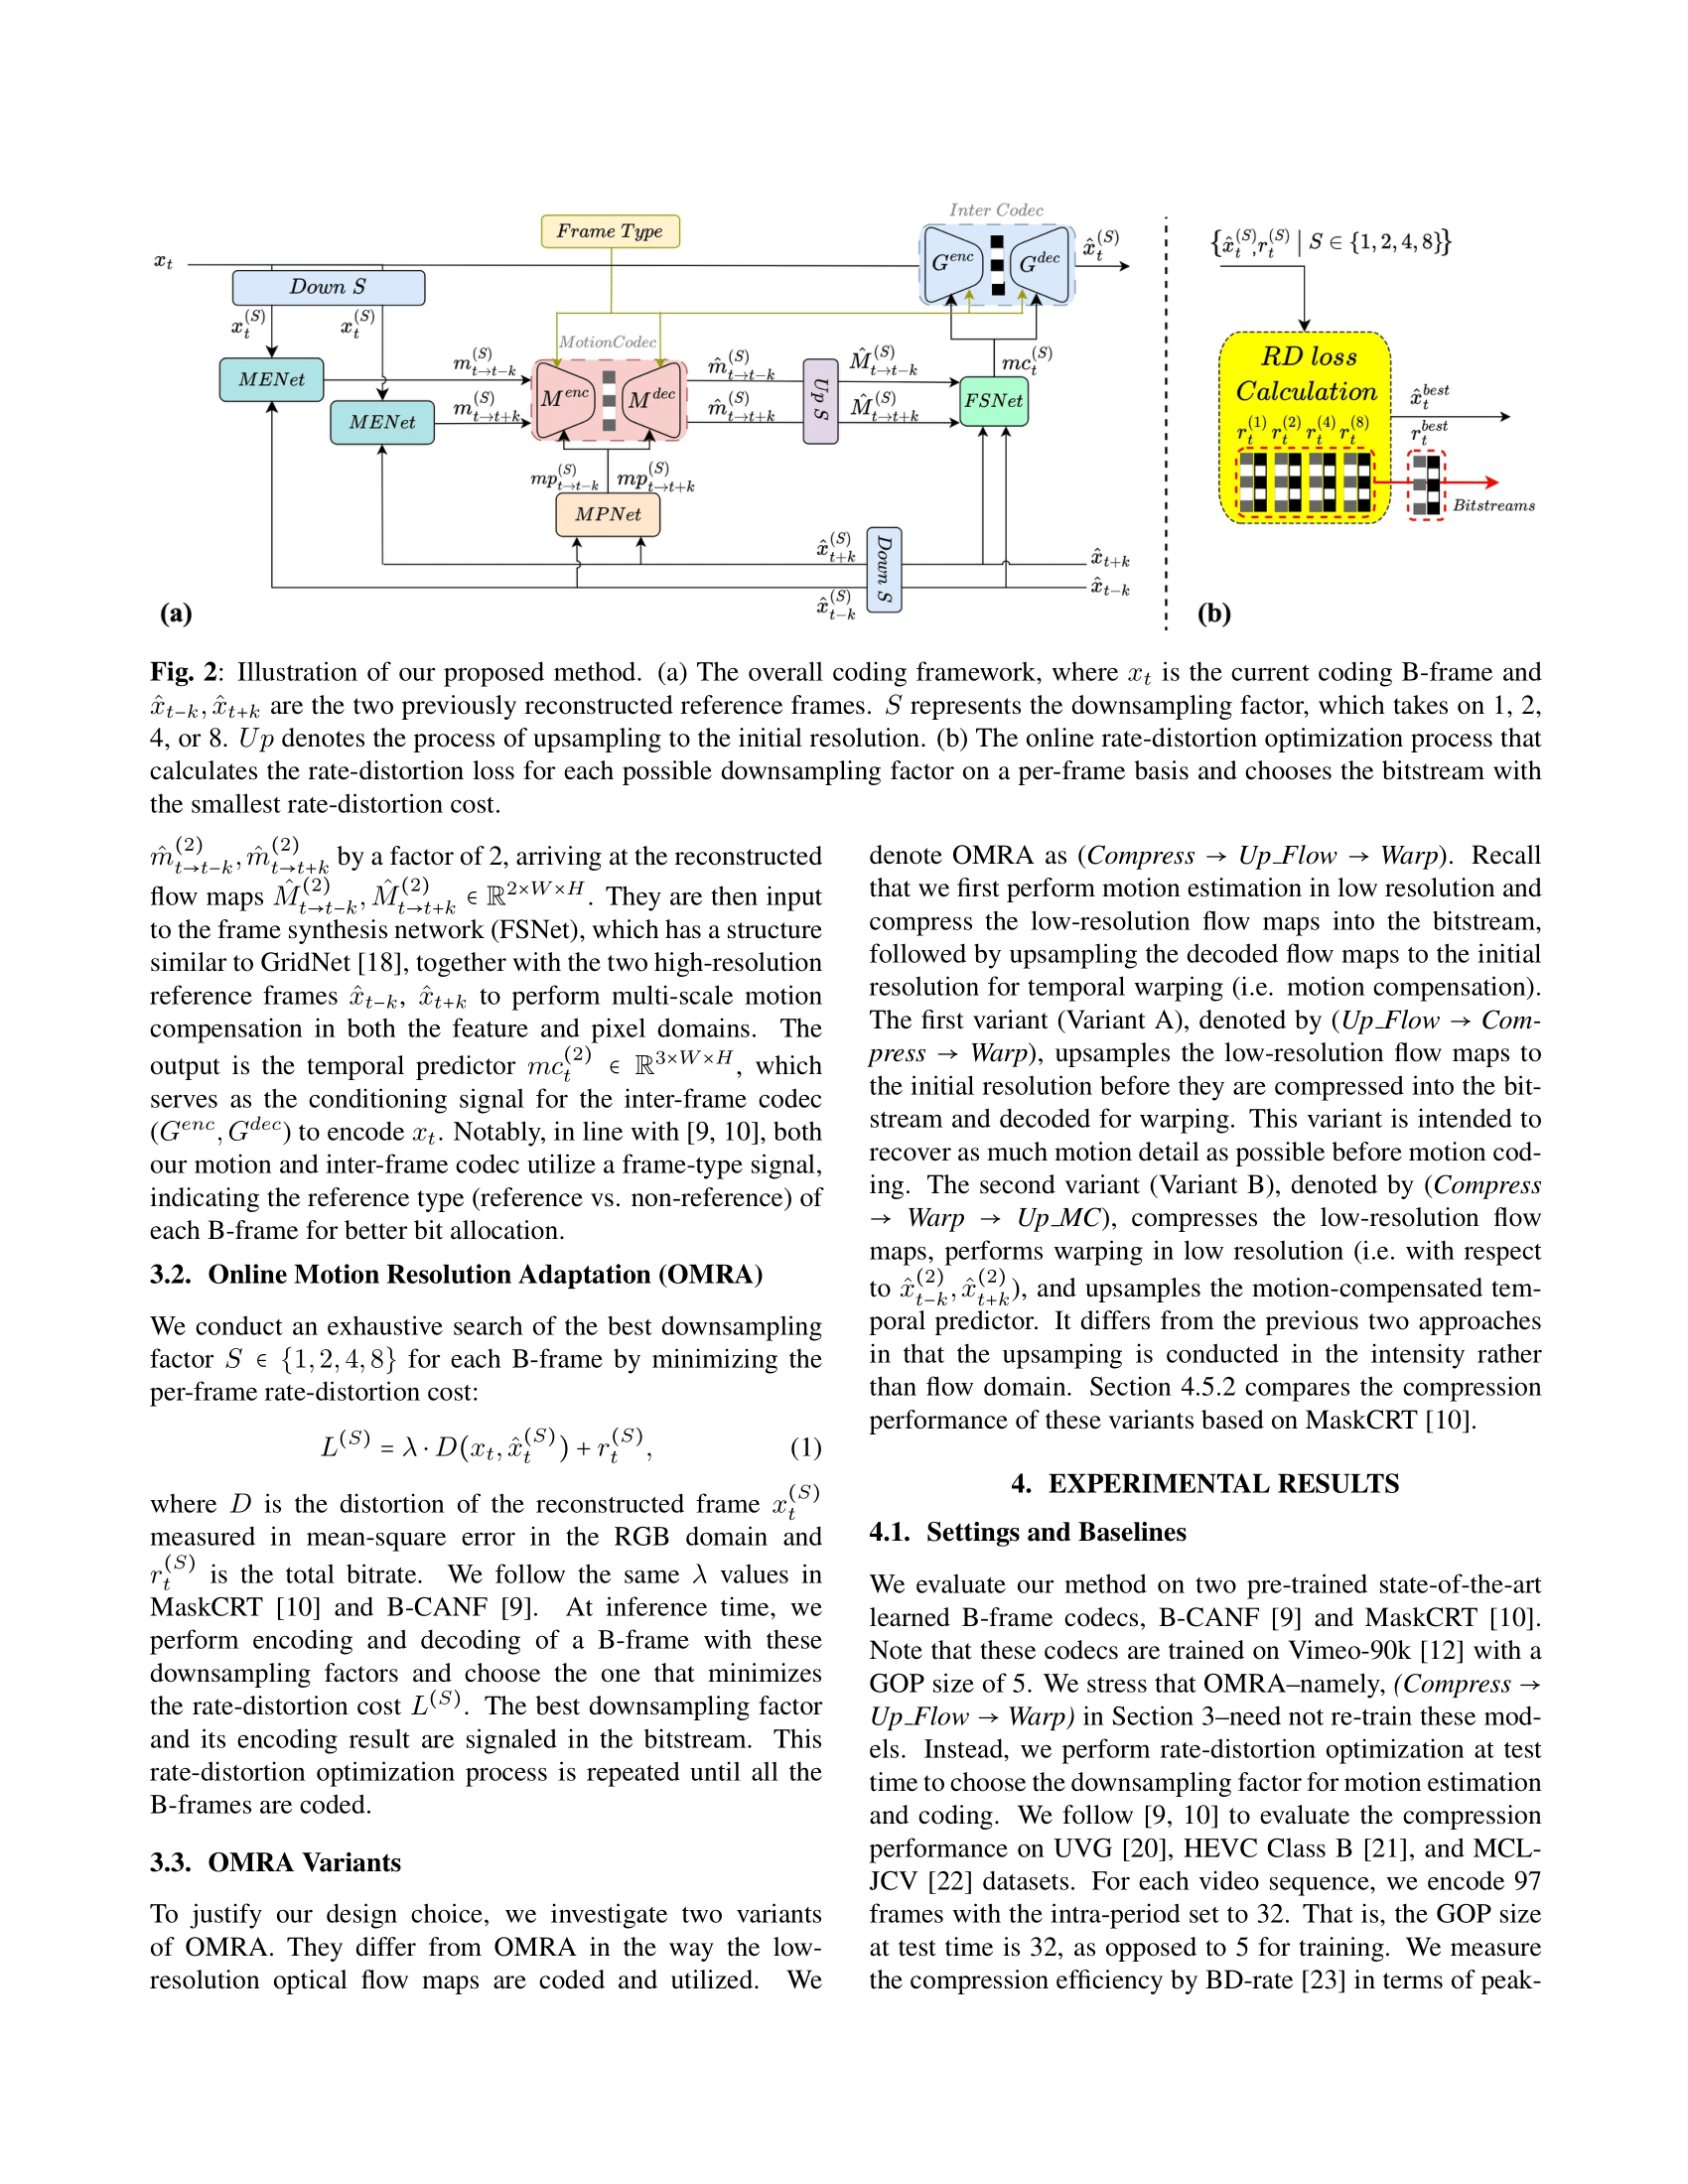 Inter Codec
Frame Type
x_t
Down S
G^{enc}
G^{dec}
\hat{x}_t^{(S)}
x_t^{(S)}
x_t^{(S)}
MotionCodec
MENet
m_{t→t−k}^{(S)}
M^{enc}
M^{dec}
\hat{m}_{t→t−k}^{(S)}
Up S
\hat{M}_{t→t−k}^{(S)}
mc_t^{(S)}
MENet
m_{t→t+k}^{(S)}
\hat{m}_{t→t+k}^{(S)}
\hat{M}_{t→t+k}^{(S)}
FSNet
mp_{t→t−k}^{(S)}
mp_{t→t+k}^{(S)}
MPNet
\hat{x}_{t+k}^{(S)}
Down S
\hat{x}_{t+k}
\hat{x}_{t−k}
\hat{x}_{t−k}^{(S)}
(a)
{\hat{x}_t^{(S)}, r_t^{(S)} | S ∈ {1, 2, 4, 8}}
RD loss
Calculation
r_t^{(1)} r_t^{(2)} r_t^{(4)} r_t^{(8)}
\hat{x}_t^{best}
r_t^{best}
Bitstreams
(b)
Fig. 2: Illustration of our proposed method. (a) The overall coding framework, where x_t is the current coding B-frame and
\hat{x}_{t−k}, \hat{x}_{t+k} are the two previously reconstructed reference frames. S represents the downsampling factor, which takes on 1, 2,
4, or 8. Up denotes the process of upsampling to the initial resolution. (b) The online rate-distortion optimization process that
calculates the rate-distortion loss for each possible downsampling factor on a per-frame basis and chooses the bitstream with
the smallest rate-distortion cost.
\hat{m}_{t→t−k}^{(2)}, \hat{m}_{t→t+k}^{(2)} by a factor of 2, arriving at the reconstructed
flow maps \hat{M}_{t→t−k}^{(2)}, \hat{M}_{t→t+k}^{(2)} ∈ ℝ^{2×W×H}. They are then input
to the frame synthesis network (FSNet), which has a structure
similar to GridNet [18], together with the two high-resolution
reference frames \hat{x}_{t−k}, \hat{x}_{t+k} to perform multi-scale motion
compensation in both the feature and pixel domains. The
output is the temporal predictor mc_t^{(2)} ∈ ℝ^{3×W×H}, which
serves as the conditioning signal for the inter-frame codec
(G^{enc}, G^{dec}) to encode x_t. Notably, in line with [9, 10], both
our motion and inter-frame codec utilize a frame-type signal,
indicating the reference type (reference vs. non-reference) of
each B-frame for better bit allocation.
3.2. Online Motion Resolution Adaptation (OMRA)
We conduct an exhaustive search of the best downsampling
factor S ∈ {1, 2, 4, 8} for each B-frame by minimizing the
per-frame rate-distortion cost:
L^{(S)} = λ · D(x_t, \hat{x}_t^{(S)}) + r_t^{(S)}, (1)
where D is the distortion of the reconstructed frame x_t^{(S)}
measured in mean-square error in the RGB domain and
r_t^{(S)} is the total bitrate. We follow the same λ values in
MaskCRT [10] and B-CANF [9]. At inference time, we
perform encoding and decoding of a B-frame with these
downsampling factors and choose the one that minimizes
the rate-distortion cost L^{(S)}. The best downsampling factor
and its encoding result are signaled in the bitstream. This
rate-distortion optimization process is repeated until all the
B-frames are coded.
3.3. OMRA Variants
To justify our design choice, we investigate two variants
of OMRA. They differ from OMRA in the way the low-
resolution optical flow maps are coded and utilized. We
denote OMRA as (Compress → Up_Flow → Warp). Recall
that we first perform motion estimation in low resolution and
compress the low-resolution flow maps into the bitstream,
followed by upsampling the decoded flow maps to the initial
resolution for temporal warping (i.e. motion compensation).
The first variant (Variant A), denoted by (Up_Flow → Com-
press → Warp), upsamples the low-resolution flow maps to
the initial resolution before they are compressed into the bit-
stream and decoded for warping. This variant is intended to
recover as much motion detail as possible before motion cod-
ing. The second variant (Variant B), denoted by (Compress
→ Warp → Up_MC), compresses the low-resolution flow
maps, performs warping in low resolution (i.e. with respect
to \hat{x}_{t−k}^{(2)}, \hat{x}_{t+k}^{(2)}), and upsamples the motion-compensated tem-
poral predictor. It differs from the previous two approaches
in that the upsamping is conducted in the intensity rather
than flow domain. Section 4.5.2 compares the compression
performance of these variants based on MaskCRT [10].
4. EXPERIMENTAL RESULTS
4.1. Settings and Baselines
We evaluate our method on two pre-trained state-of-the-art
learned B-frame codecs, B-CANF [9] and MaskCRT [10].
Note that these codecs are trained on Vimeo-90k [12] with a
GOP size of 5. We stress that OMRA–namely, (Compress →
Up_Flow → Warp) in Section 3–need not re-train these mod-
els. Instead, we perform rate-distortion optimization at test
time to choose the downsampling factor for motion estimation
and coding. We follow [9, 10] to evaluate the compression
performance on UVG [20], HEVC Class B [21], and MCL-
JCV [22] datasets. For each video sequence, we encode 97
frames with the intra-period set to 32. That is, the GOP size
at test time is 32, as opposed to 5 for training. We measure
the compression efficiency by BD-rate [23] in terms of peak-